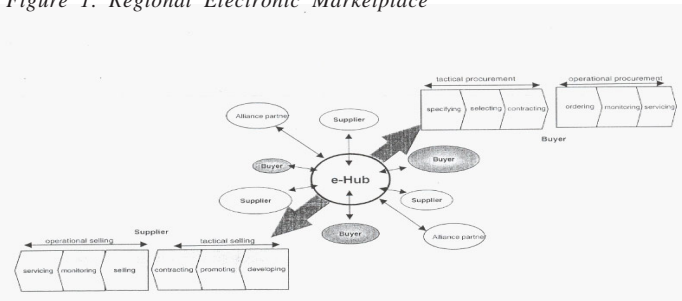 Figure 1. Regional Electronic Marketplace
tactical procurement
operational procurement
specifying
selecting
contracting
ordering
monitoring
servicing
Buyer
Alliance partner
Supplier
Buyer
Buyer
e-Hub
Supplier
Supplier
Buyer
Alliance partner
Supplier
operational selling
tactical selling
servicing
monitoring
selling
contracting
promoting
developing